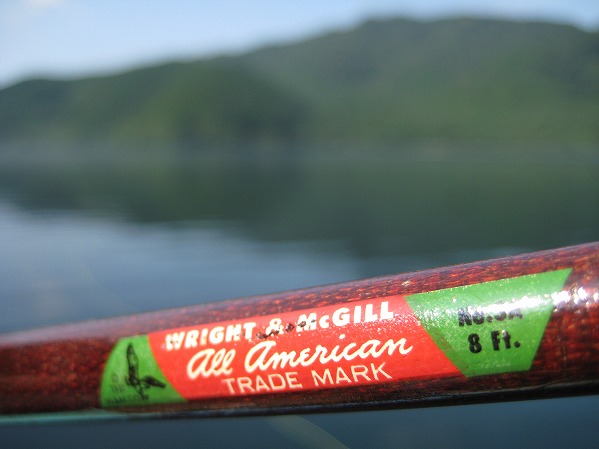 WRIGHT & McGILL
All American
TRADE MARK
8 Ft.